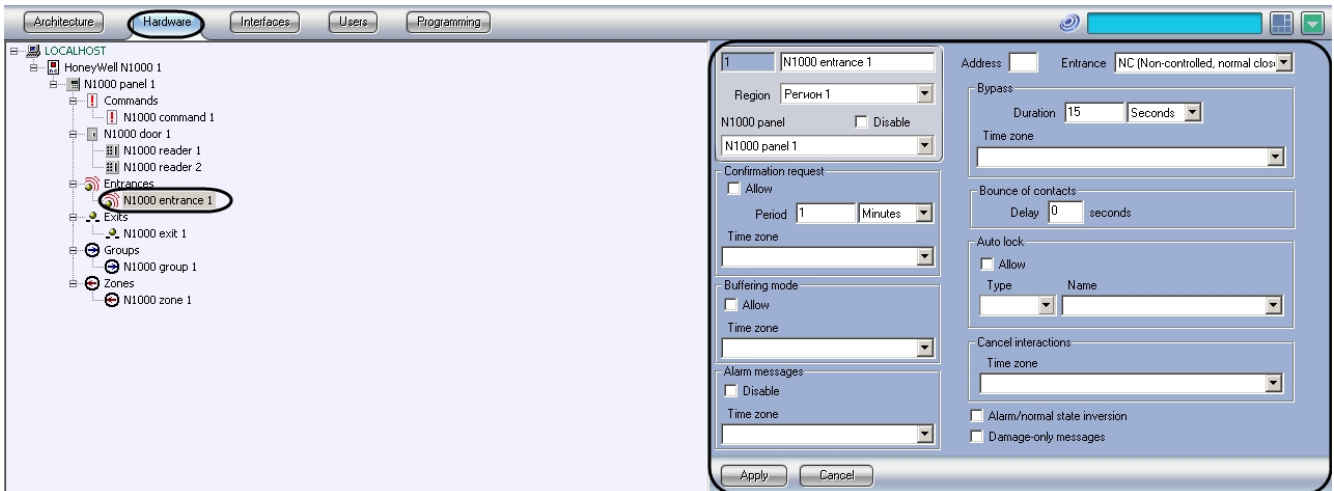 Architecture Hardware Interfaces Users Programming
LOCALHOST
HoneyWell N1000 1
N1000 panel 1
Commands
N1000 command 1
N1000 door 1
N1000 reader 1
N1000 reader 2
Entrances
N1000 entrance 1
Exits
N1000 exit 1
Groups
N1000 group 1
Zones
N1000 zone 1
1 N1000 entrance 1
Region Регион 1
N1000 panel Disable
N1000 panel 1
Confirmation request
Allow
Period 1 Minutes
Time zone
Buffering mode
Allow
Time zone
Alarm messages
Disable
Time zone
Address Entrance NC (Non-controlled, normal closi
Bypass
Duration 15 Seconds
Time zone
Bounce of contacts
Delay 0 seconds
Auto lock
Allow
Type Name
Cancel interactions
Time zone
Alarm/normal state inversion
Damage-only messages
Apply Cancel